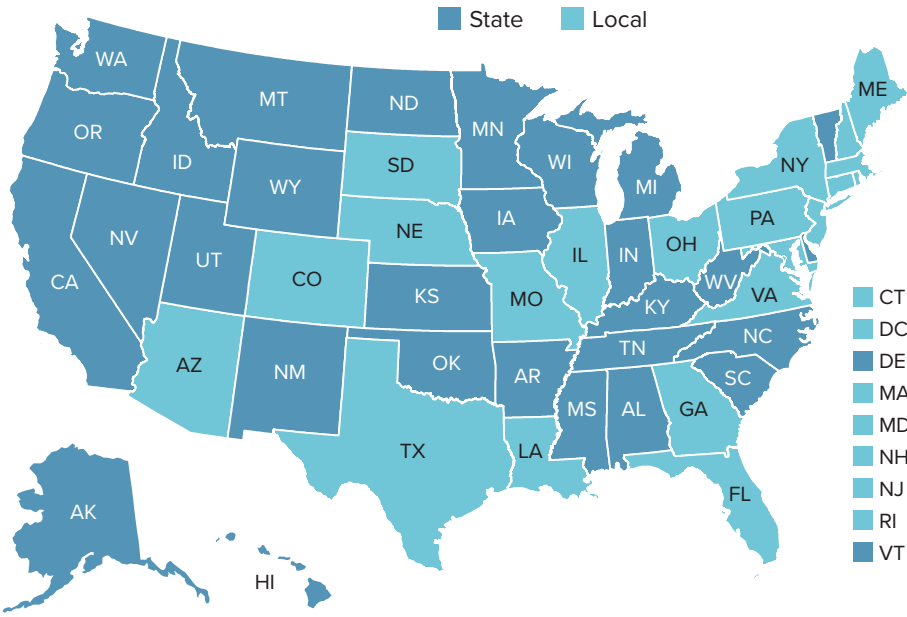 State Local
WA
ME
MT
ND
OR
MN
NY
ID
SD
WI
MI
WY
PA
IA
NE
NV
OH
IL
IN
UT
CO
WV
CA
VA
KS
MO
KY
CT
DC
NC
TN
DE
AZ
OK
NM
AR
SC
MA
MS
AL
GA
MD
TX
LA
NH
FL
NJ
AK
RI
VT
HI